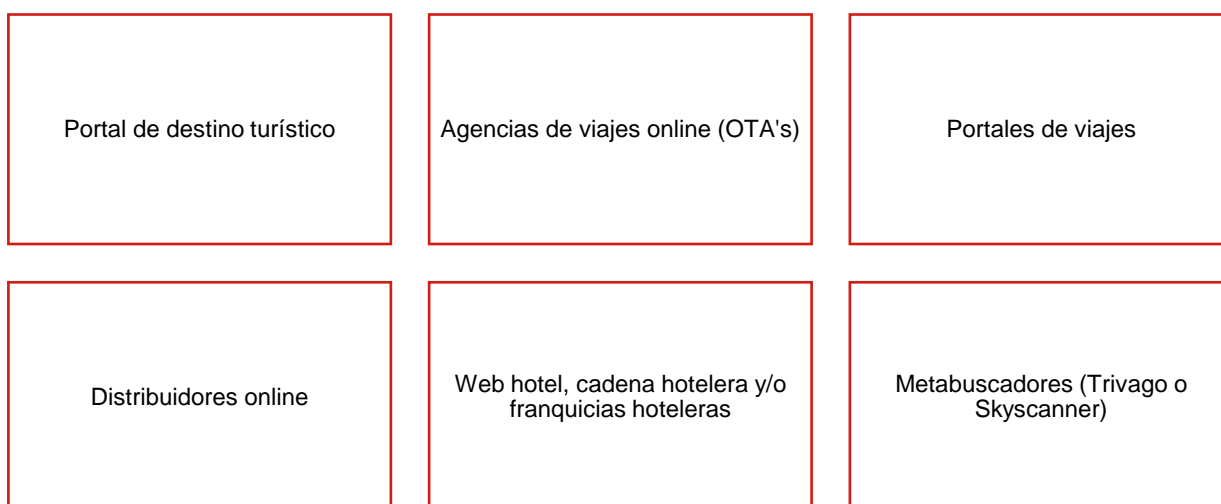 Portal de destino turístico
Agencias de viajes online (OTA's)
Portales de viajes
Distribuidores online
Web hotel, cadena hotelera y/o
franquicias hoteleras
Metabuscadores (Trivago o
Skyscanner)